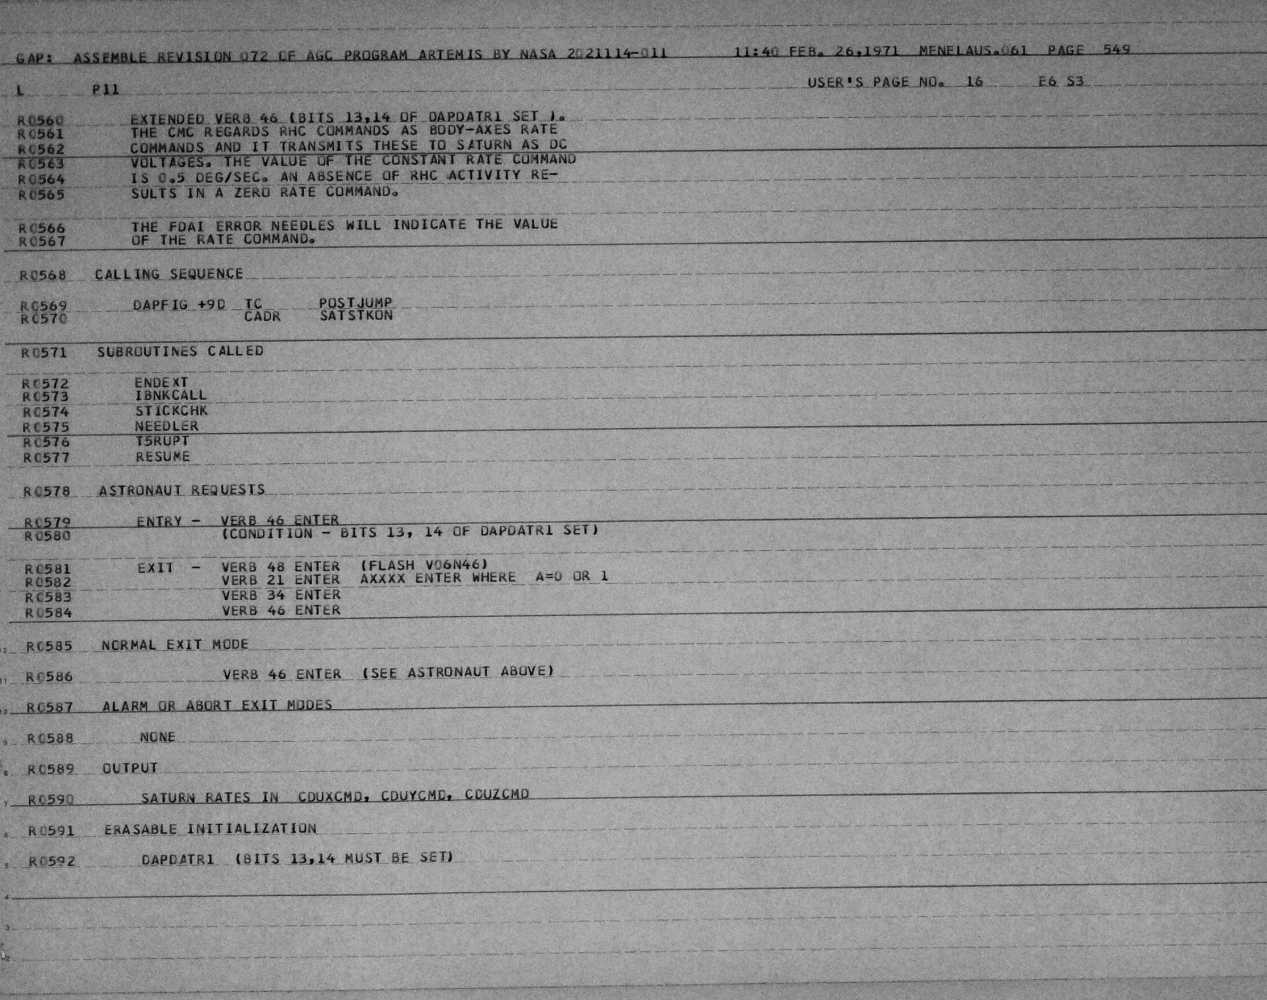 GAP: ASSEMBLE REVISION 072 OF AGC PROGRAM ARTEMIS BY NASA 2021114-011 11:40 FEB. 26,1971 MENELAUS.061 PAGE 549
L P11 USER'S PAGE NO. 16 E6 S3
R0560 EXTENDED VERB 46 (BITS 13,14 OF DAPDATR1 SET ).
R0561 THE CMC REGARDS RHC COMMANDS AS BODY-AXES RATE
R0562 COMMANDS AND IT TRANSMITS THESE TO SATURN AS DC
R0563 VOLTAGES. THE VALUE OF THE CONSTANT RATE COMMAND
R0564 IS 0.5 DEG/SEC. AN ABSENCE OF RHC ACTIVITY RE-
R0565 SULTS IN A ZERO RATE COMMAND.
R0566 THE FDAI ERROR NEEDLES WILL INDICATE THE VALUE
R0567 OF THE RATE COMMAND.
R0568 CALLING SEQUENCE
R0569 DAPFIG +9D TC POSTJUMP
R0570 CADR SATSTKON
R0571 SUBROUTINES CALLED
R0572 ENDEXT
R0573 IBNKCALL
R0574 STICKCHK
R0575 NEEDLER
R0576 T5RUPT
R0577 RESUME
R0578 ASTRONAUT REQUESTS
R0579 ENTRY - VERB 46 ENTER
R0580 (CONDITION - BITS 13, 14 OF DAPDATR1 SET)
R0581 EXIT - VERB 48 ENTER (FLASH V06N46)
R0582 VERB 21 ENTER AXXXX ENTER WHERE A=0 OR 1
R0583 VERB 34 ENTER
R0584 VERB 46 ENTER
R0585 NORMAL EXIT MODE
R0586 VERB 46 ENTER (SEE ASTRONAUT ABOVE)
R0587 ALARM OR ABORT EXIT MODES
R0588 NONE
R0589 OUTPUT
R0590 SATURN RATES IN CDUXCMD, CDUYCMD, CDUZCMD
R0591 ERASABLE INITIALIZATION
R0592 DAPDATR1 (BITS 13,14 MUST BE SET)